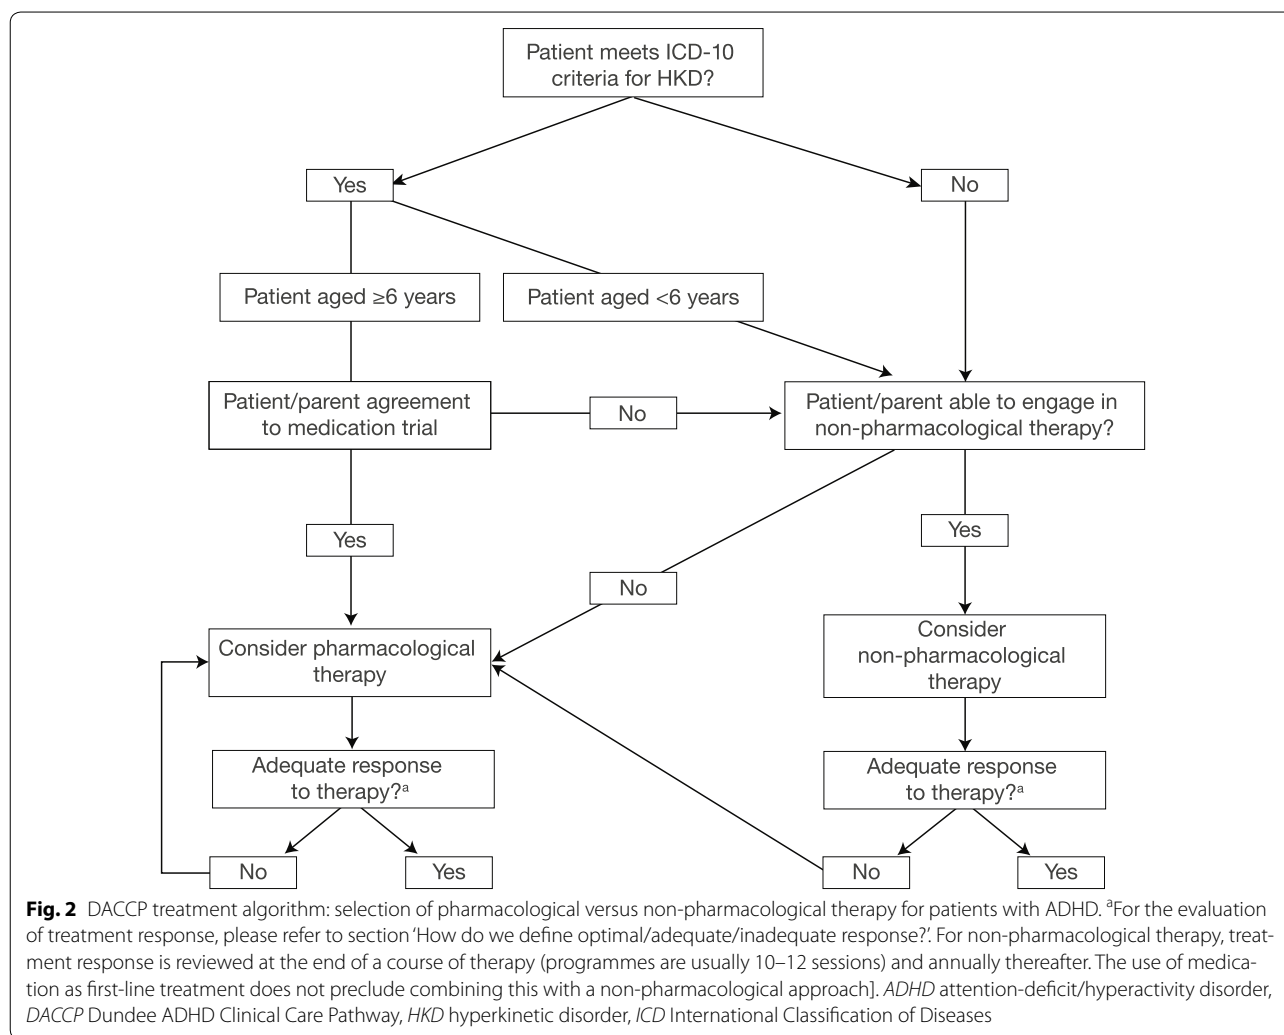 Patient meets ICD-10
criteria for HKD?
Yes
No
Patient aged ≥6 years
Patient aged <6 years
Patient/parent agreement
to medication trial
No
Patient/parent able to engage in
non-pharmacological therapy?
Yes
Yes
No
Consider pharmacological
therapy
Consider
non-pharmacological
therapy
Adequate response
to therapy?ᵃ
Adequate response
to therapy?ᵃ
No
Yes
No
Yes
Fig. 2 DACCP treatment algorithm: selection of pharmacological versus non-pharmacological therapy for patients with ADHD. ᵃFor the evaluation
of treatment response, please refer to section ‘How do we define optimal/adequate/inadequate response?’. For non-pharmacological therapy, treat-
ment response is reviewed at the end of a course of therapy (programmes are usually 10–12 sessions) and annually thereafter. The use of medica-
tion as first-line treatment does not preclude combining this with a non-pharmacological approach]. ADHD attention-deficit/hyperactivity disorder,
DACCP Dundee ADHD Clinical Care Pathway, HKD hyperkinetic disorder, ICD International Classification of Diseases